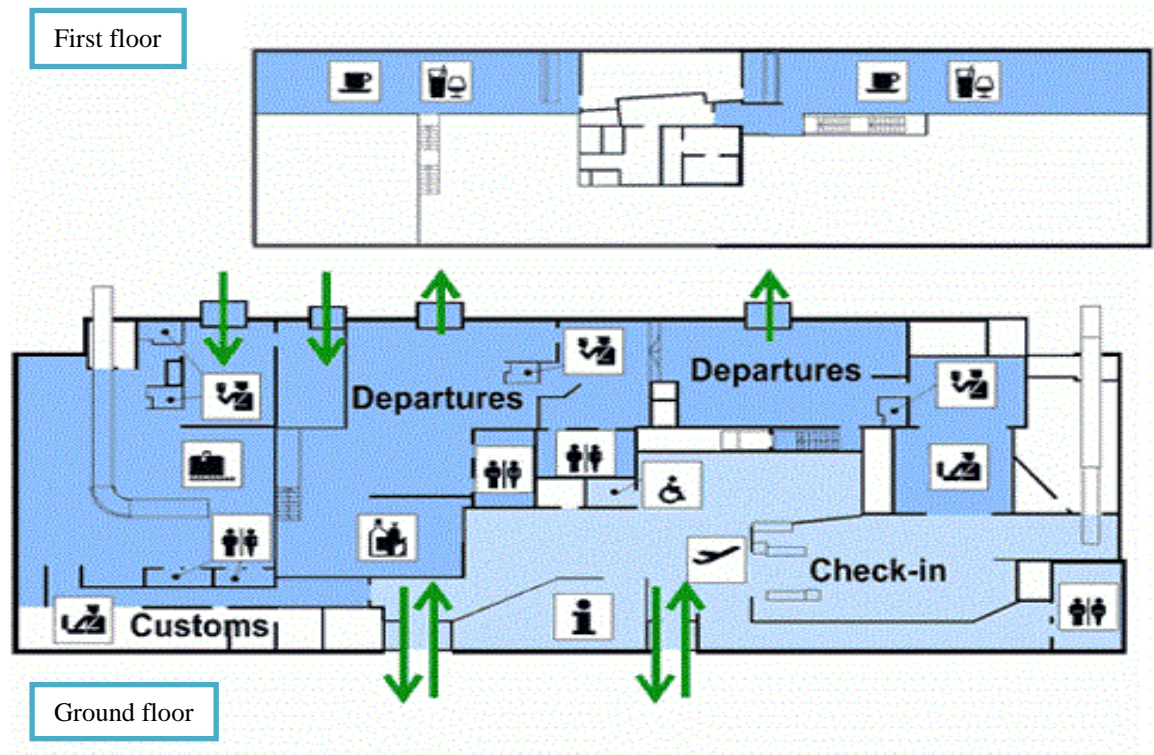 First floor
Departures
Departures
Check-in
Customs
Ground floor